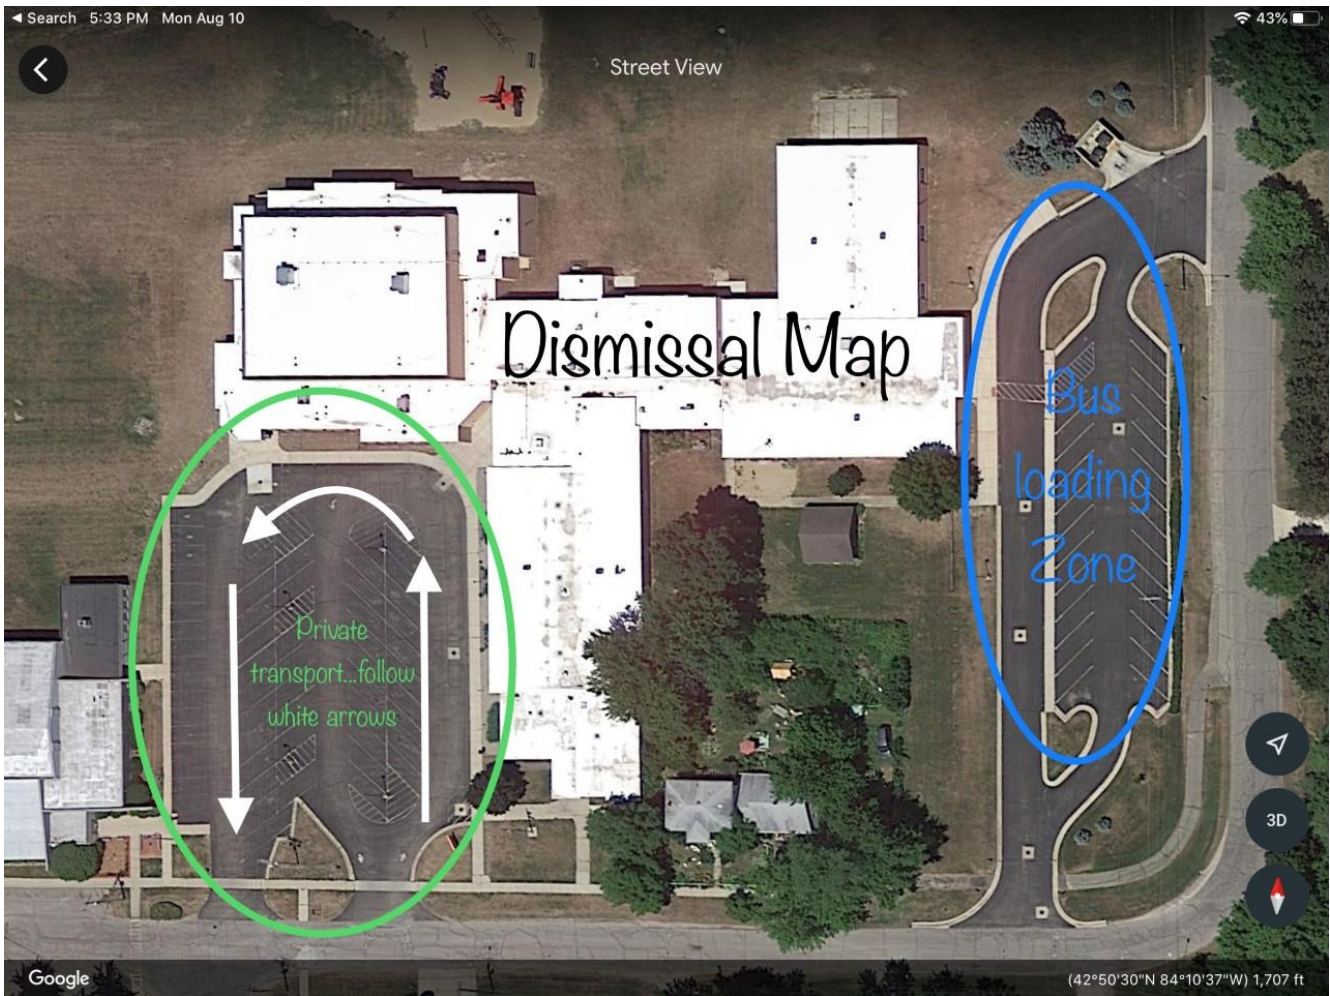 ◀ Search 5:33 PM Mon Aug 10 43%
Street View
Dismissal Map
Bus
loading
Zone
Private
transport...follow
white arrows
3D
Google (42°50'30"N 84°10'37"W) 1,707 ft